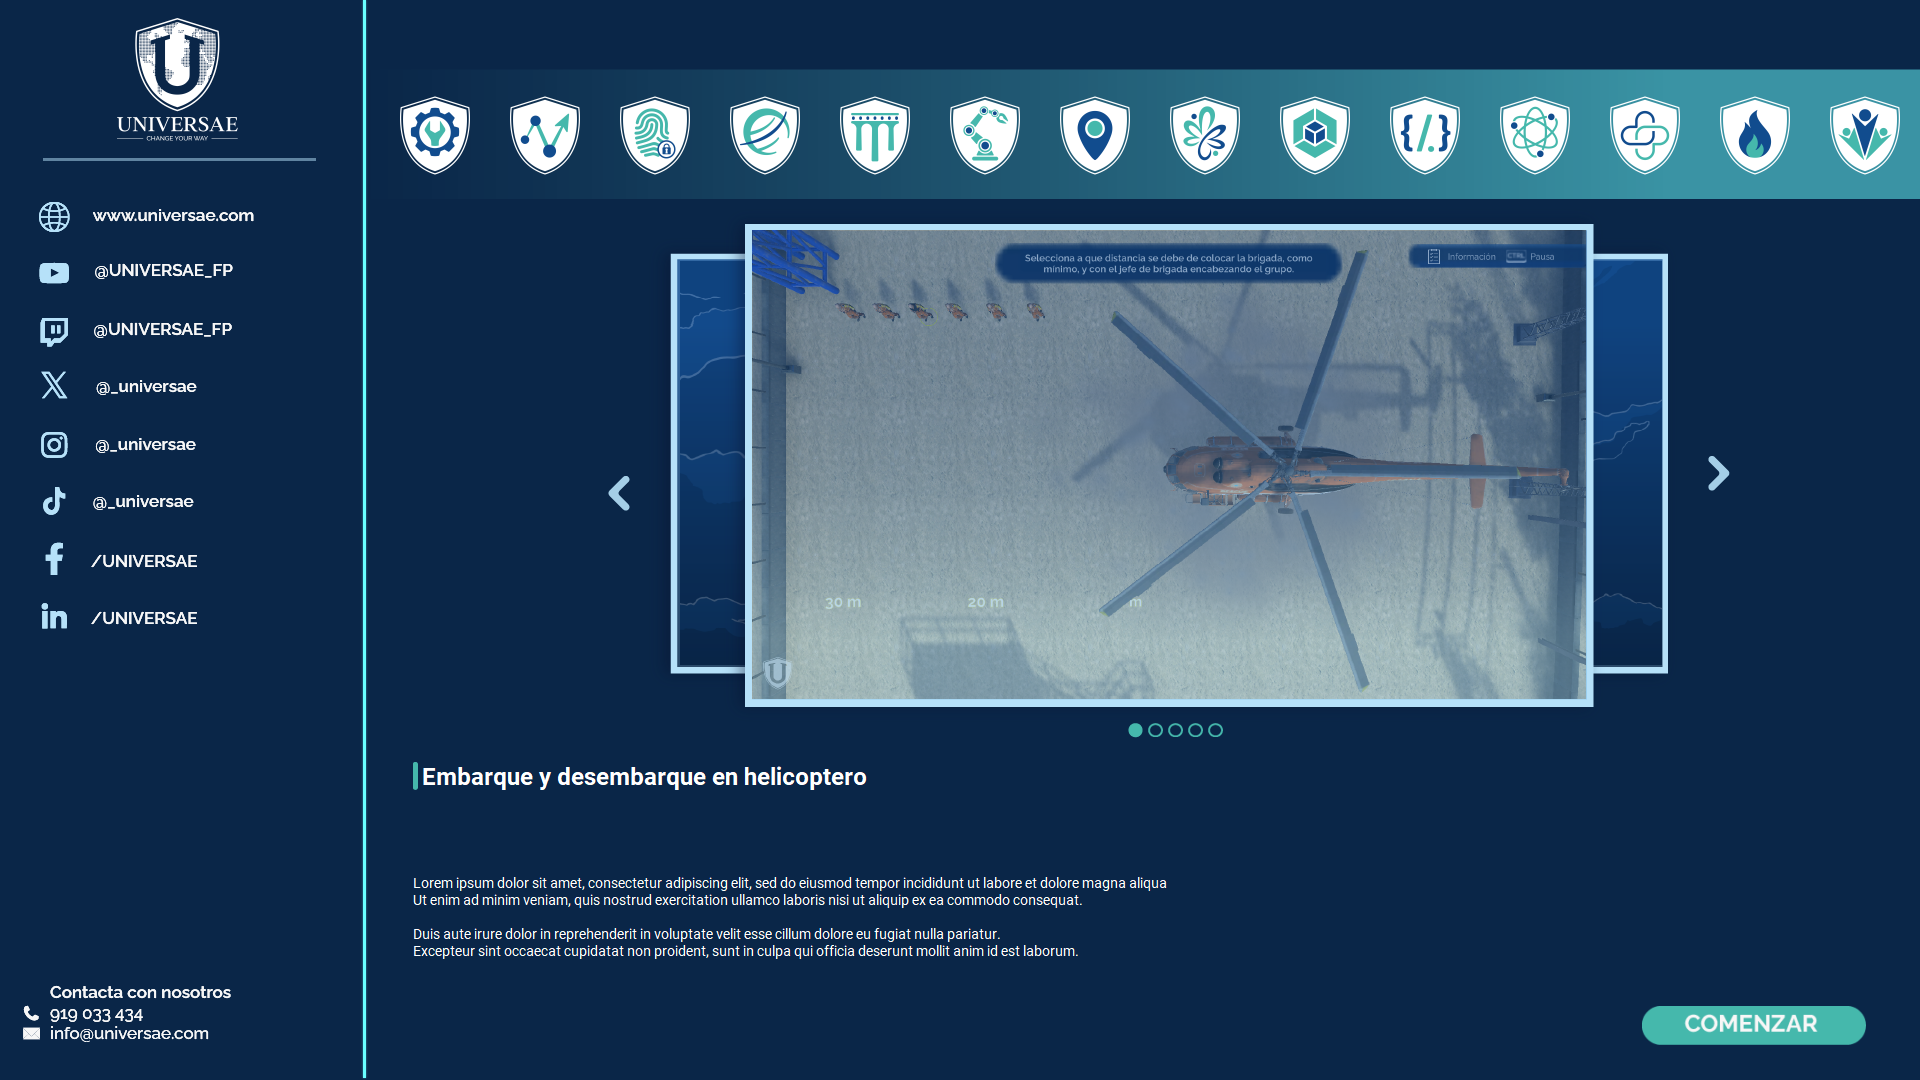 UNIVERSAE
CHANGE YOUR WAY
www.universae.com
@UNIVERSAE_FP
@UNIVERSAE_FP
@_universae
@_universae
@_universae
/UNIVERSAE
/UNIVERSAE
Contacta con nosotros
919 033 434
info@universae.com
Selecciona a que distancia se debe de colocar la brigada, como
mínimo, y con el jefe de brigada encabezando el grupo.
Información CTRL Pausa
30 m 20 m m
Embarque y desembarque en helicoptero
Lorem ipsum dolor sit amet, consectetur adipiscing elit, sed do eiusmod tempor incididunt ut labore et dolore magna aliqua
Ut enim ad minim veniam, quis nostrud exercitation ullamco laboris nisi ut aliquip ex ea commodo consequat.
Duis aute irure dolor in reprehenderit in voluptate velit esse cillum dolore eu fugiat nulla pariatur.
Excepteur sint occaecat cupidatat non proident, sunt in culpa qui officia deserunt mollit anim id est laborum.
COMENZAR